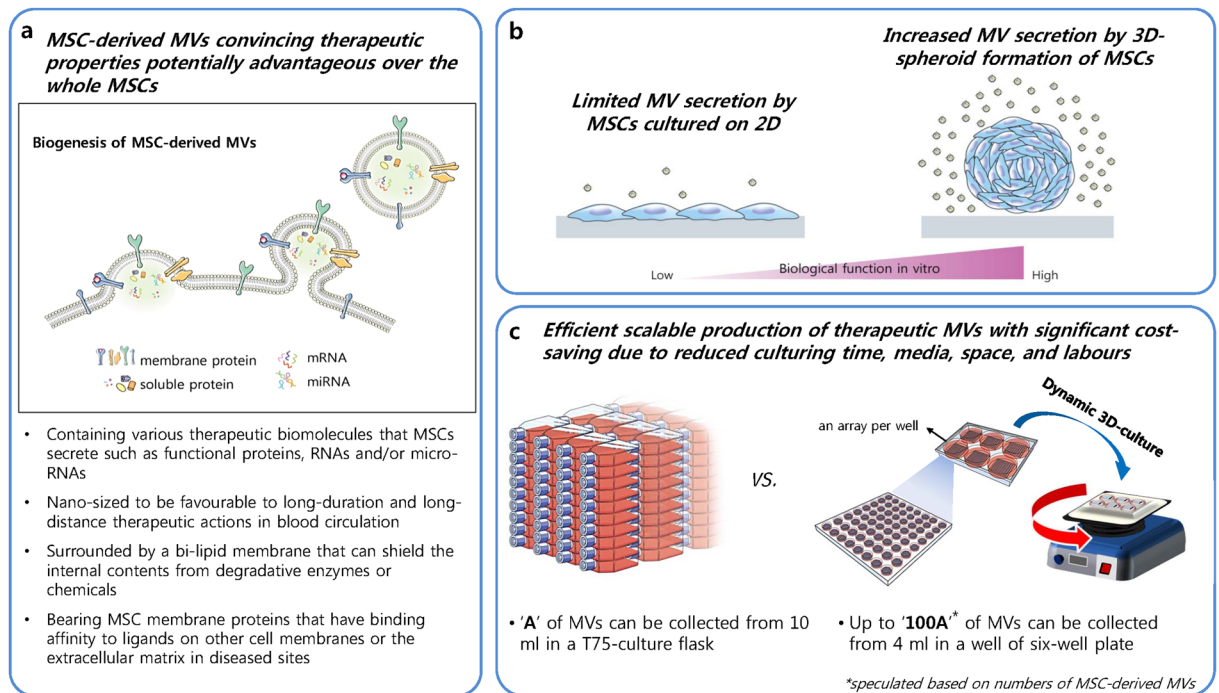 a
MSC-derived MVs convincing therapeutic
properties potentially advantageous over the
whole MSCs
Biogenesis of MSC-derived MVs
membrane protein
mRNA
soluble protein
miRNA
• Containing various therapeutic biomolecules that MSCs
secrete such as functional proteins, RNAs and/or micro-
RNAs
• Nano-sized to be favourable to long-duration and long-
distance therapeutic actions in blood circulation
• Surrounded by a bi-lipid membrane that can shield the
internal contents from degradative enzymes or
chemicals
• Bearing MSC membrane proteins that have binding
affinity to ligands on other cell membranes or the
extracellular matrix in diseased sites
b
Limited MV secretion by
MSCs cultured on 2D
Increased MV secretion by 3D-
spheroid formation of MSCs
Low
Biological function in vitro
High
c
Efficient scalable production of therapeutic MVs with significant cost-
saving due to reduced culturing time, media, space, and labours
VS.
an array per well
Dynamic 3D-culture
• 'A' of MVs can be collected from 10
ml in a T75-culture flask
• Up to '100A'* of MVs can be collected
from 4 ml in a well of six-well plate
*speculated based on numbers of MSC-derived MVs